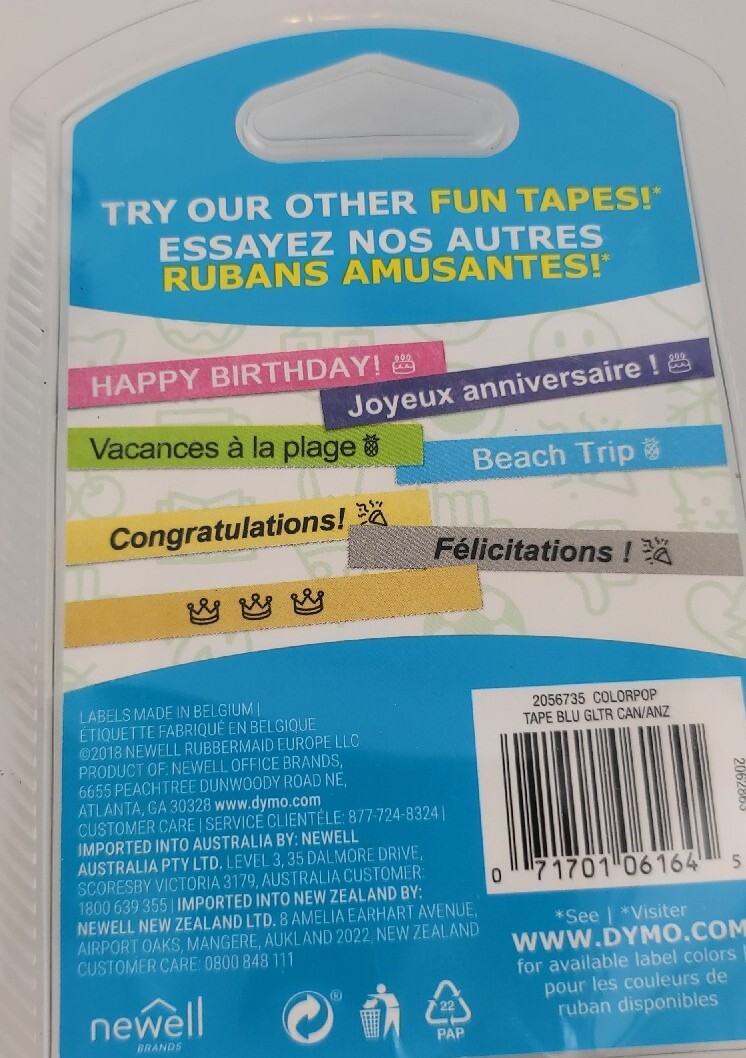 TRY OUR OTHER FUN TAPES!*
ESSAYEZ NOS AUTRES
RUBANS AMUSANTES!*
HAPPY BIRTHDAY!
Joyeux anniversaire !
Vacances à la plage
Beach Trip
Congratulations!
Félicitations !
LABELS MADE IN BELGIUM |
ÉTIQUETTE FABRIQUÉ EN BELGIQUE
©2018 NEWELL RUBBERMAID EUROPE LLC
PRODUCT OF: NEWELL OFFICE BRANDS,
6655 PEACHTREE DUNWOODY ROAD NE,
ATLANTA, GA 30328 www.dymo.com
CUSTOMER CARE | SERVICE CLIENTÈLE: 877-724-8324 |
IMPORTED INTO AUSTRALIA BY: NEWELL
AUSTRALIA PTY LTD. LEVEL 3, 35 DALMORE DRIVE,
SCORESBY VICTORIA 3179, AUSTRALIA CUSTOMER:
1800 639 355 | IMPORTED INTO NEW ZEALAND BY:
NEWELL NEW ZEALAND LTD. 8 AMELIA EARHART AVENUE,
AIRPORT OAKS, MANGERE, AUKLAND 2022, NEW ZEALAND
CUSTOMER CARE: 0800 848 111
newell
BRANDS
®
22
PAP
2056735 COLORPOP
TAPE BLU GLTR CAN/ANZ
0 71701 06164 5
2062863
*See | *Visiter
WWW.DYMO.COM
for available label colors |
pour les couleurs de
ruban disponibles